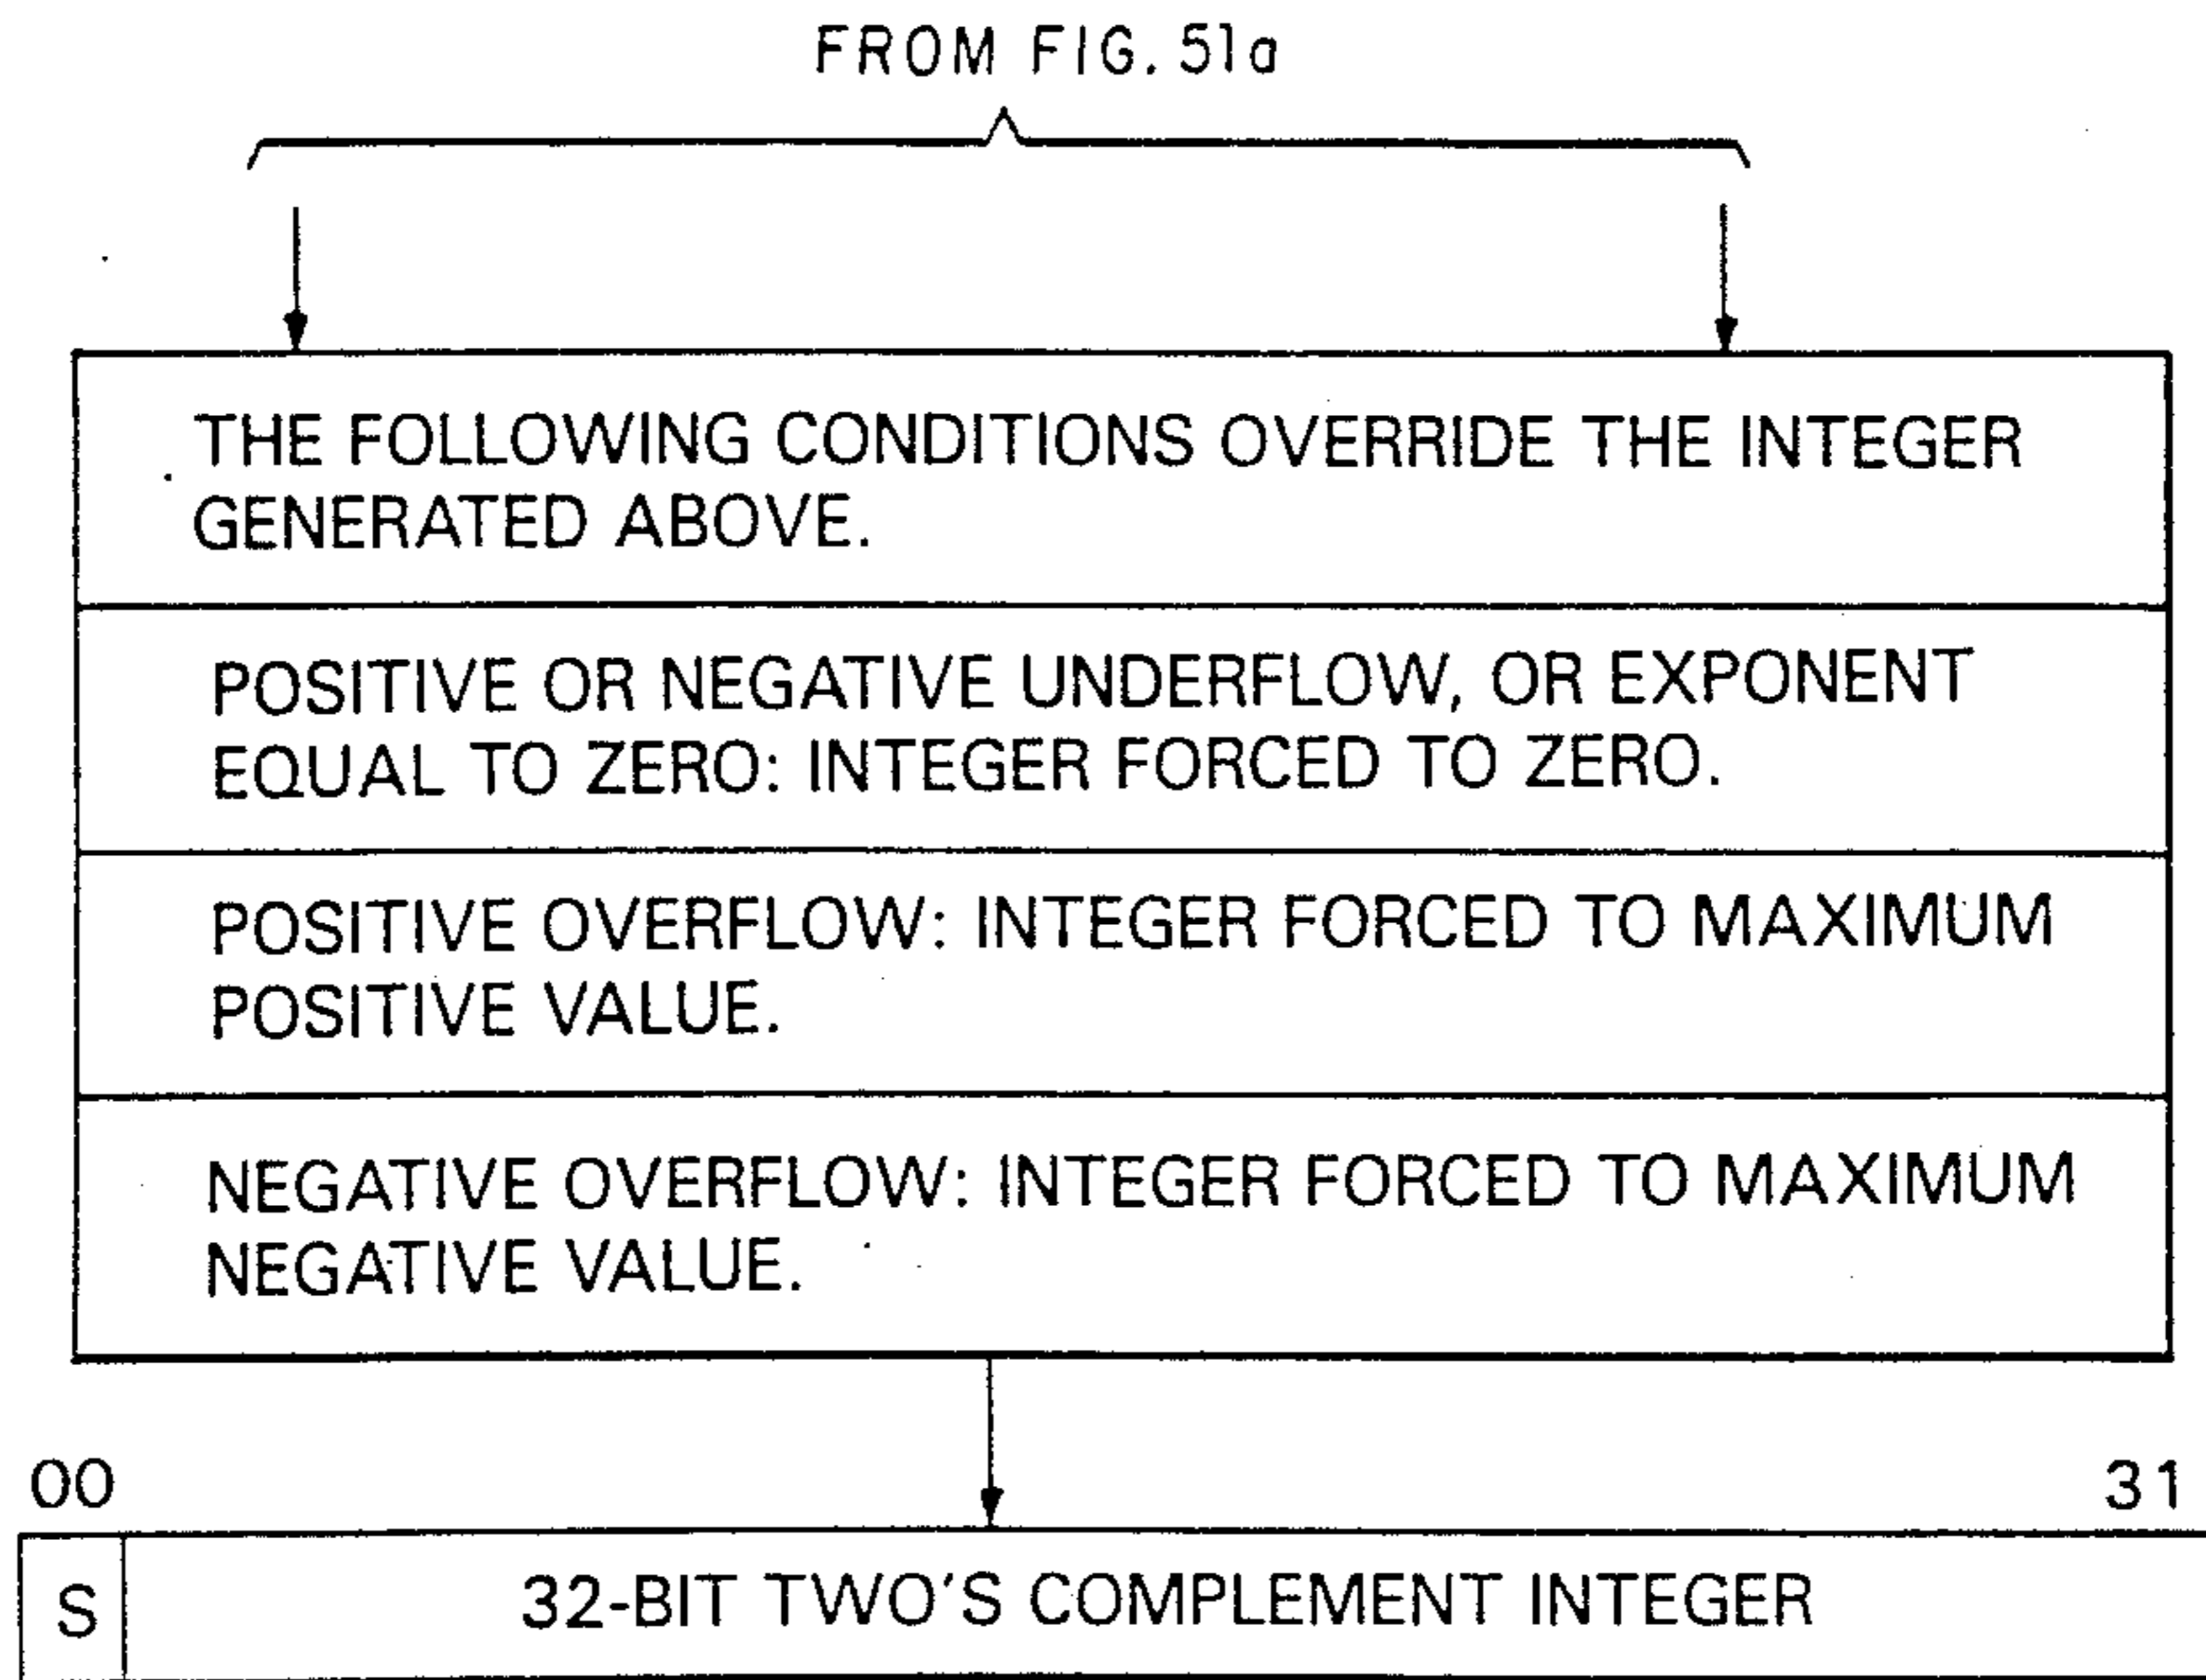 FROM FIG. 51a
THE FOLLOWING CONDITIONS OVERRIDE THE INTEGER
GENERATED ABOVE.
POSITIVE OR NEGATIVE UNDERFLOW, OR EXPONENT
EQUAL TO ZERO: INTEGER FORCED TO ZERO.
POSITIVE OVERFLOW: INTEGER FORCED TO MAXIMUM
POSITIVE VALUE.
NEGATIVE OVERFLOW: INTEGER FORCED TO MAXIMUM
NEGATIVE VALUE.
00 31
S 32-BIT TWO'S COMPLEMENT INTEGER